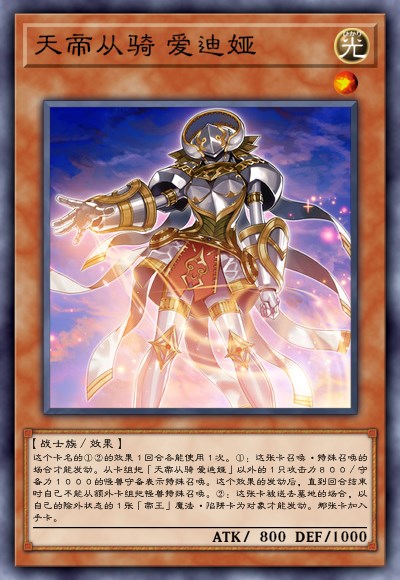 天帝从骑 爱迪娅
光
【战士族／效果】
这个卡名的①②的效果1回合各能使用1次。①：这张卡召唤·特殊召唤的
场合才能发动。从卡组把「天帝从骑 爱迪娅」以外的1只攻击力800／守
备力1000的怪兽守备表示特殊召唤。这个效果的发动后，直到回合结束
时自己不能从额外卡组把怪兽特殊召唤。②：这张卡被送去墓地的场合，以
自己的除外状态的1张「帝王」魔法·陷阱卡为对象才能发动。那张卡加入
手卡。
ATK/ 800 DEF/1000